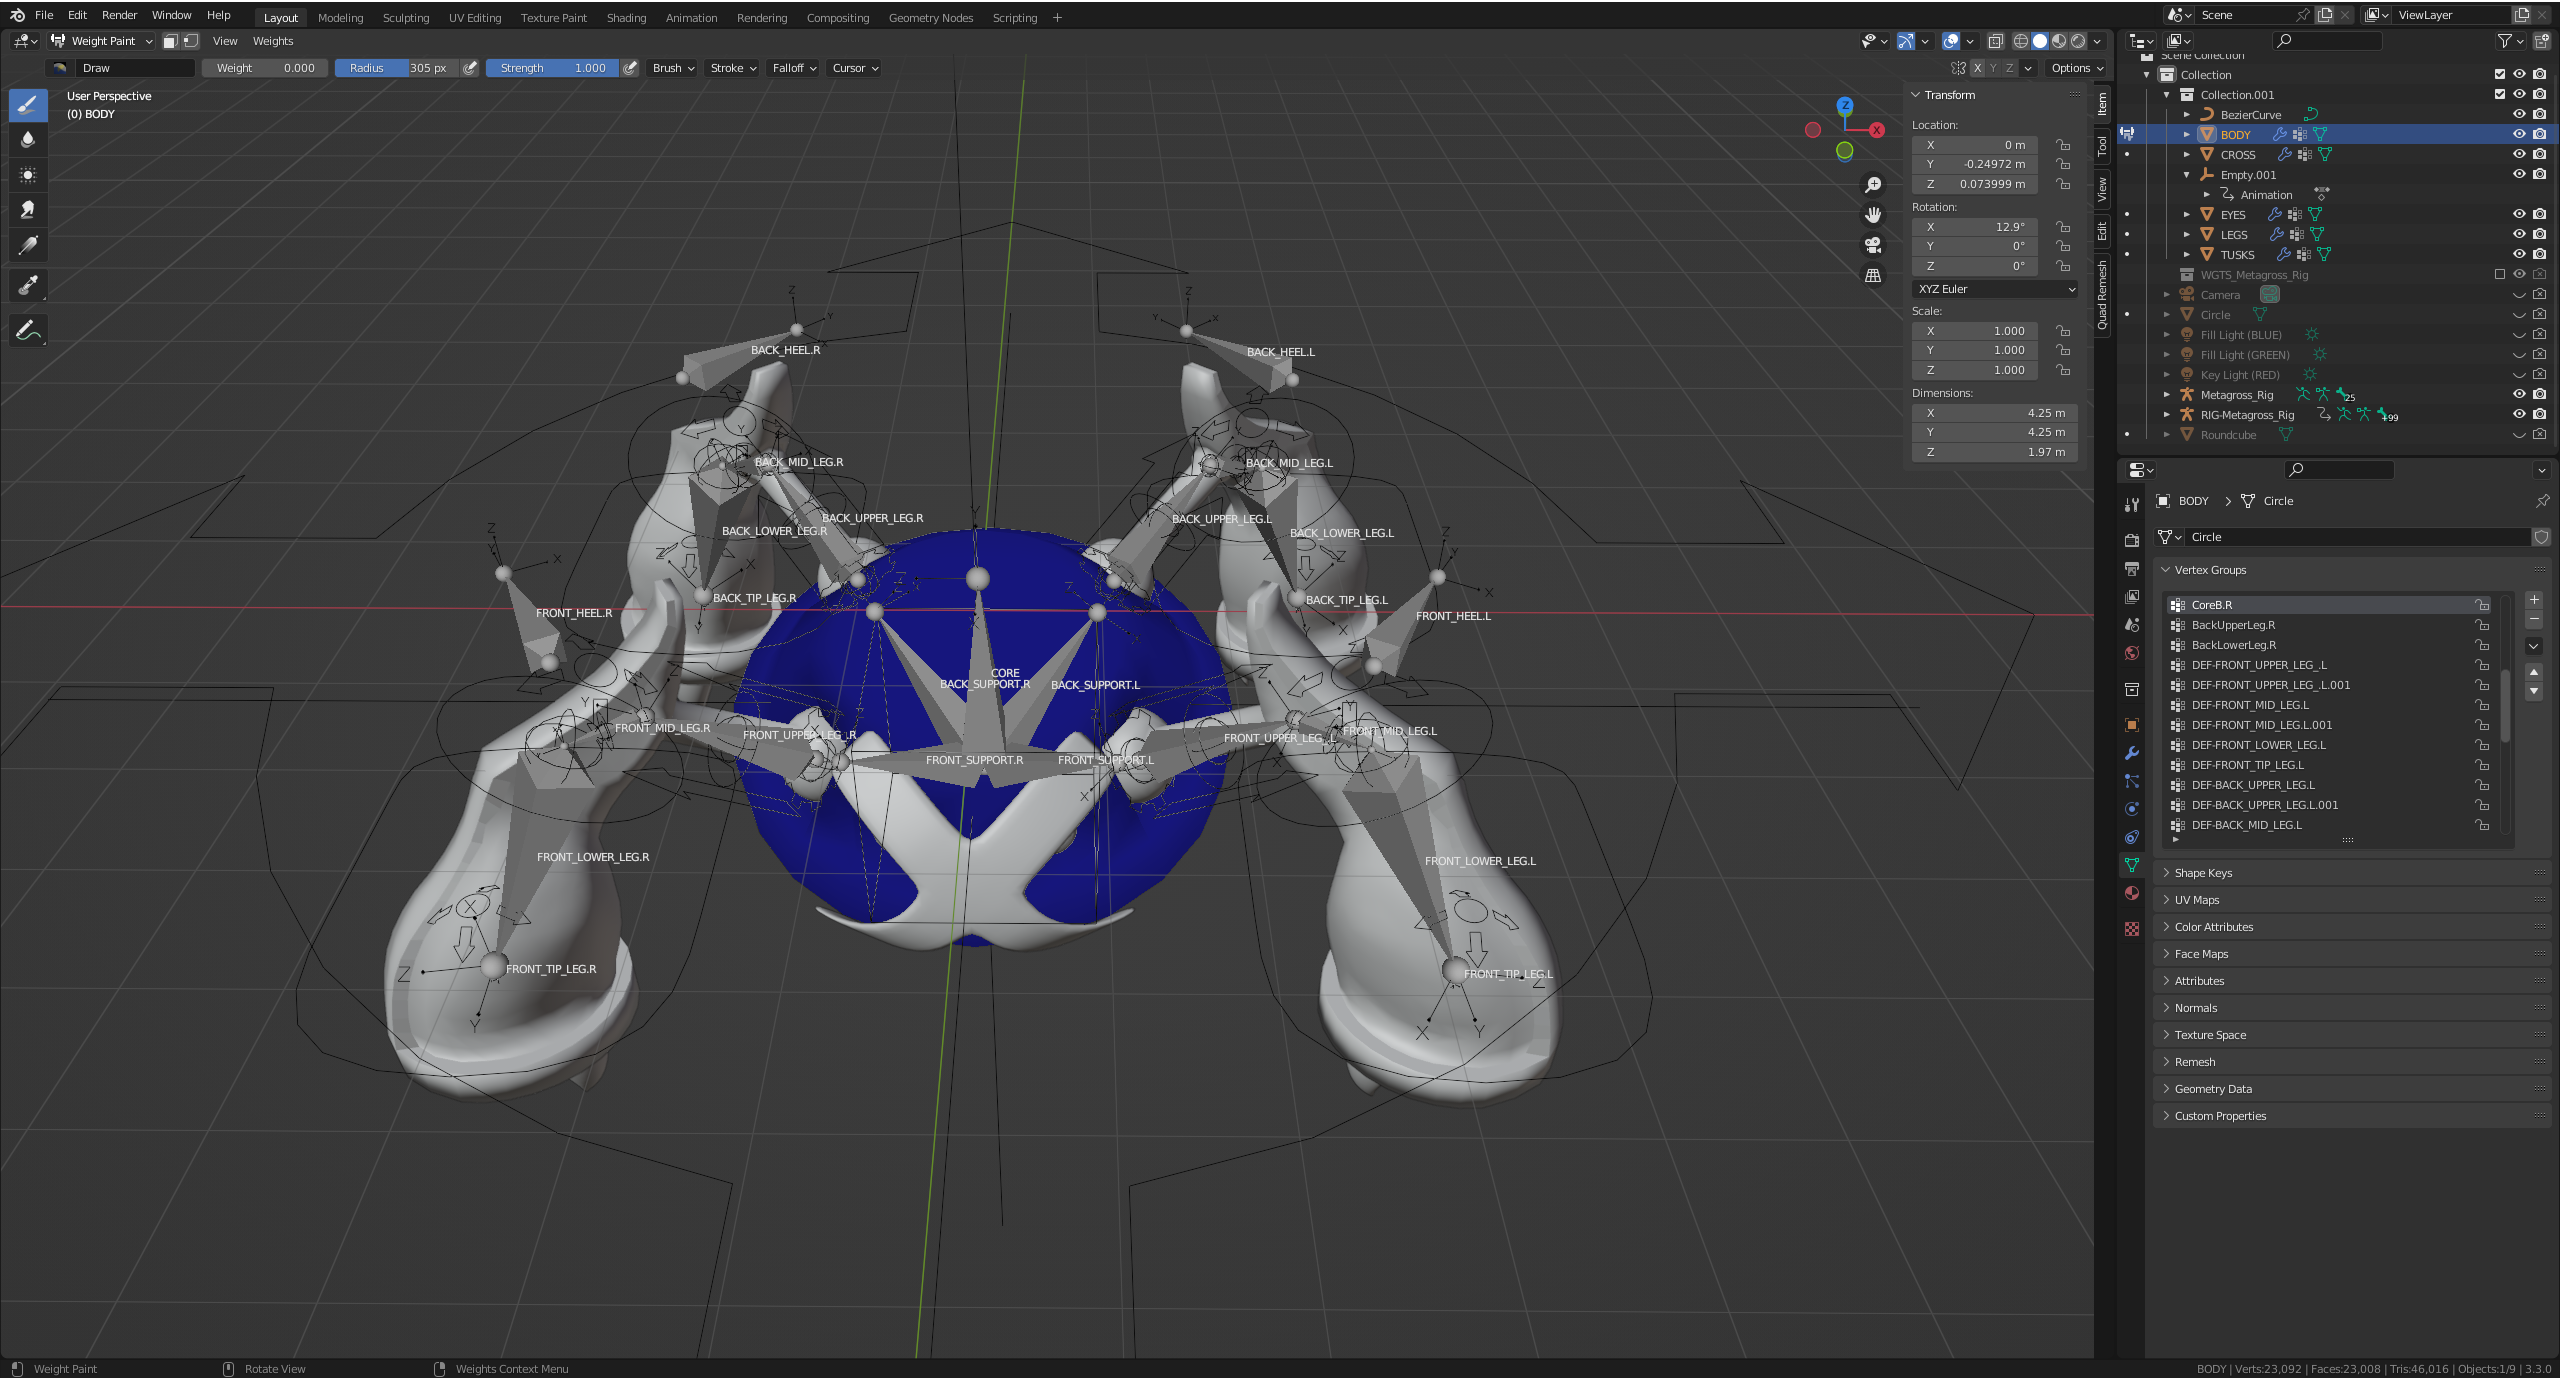 File Edit Render Window Help Layout Modeling Sculpting UV Editing Texture Paint Shading Animation Rendering Compositing Geometry Nodes Scripting + Scene ViewLayer
Weight Paint View Weights
Draw Weight 0.000 Radius 305 px Strength 1.000 Brush Stroke Falloff Cursor X Y Z Options
User Perspective
(0) BODY
Z
X
Transform
Location:
X 0 m
Y -0.24972 m
Z 0.073999 m
Rotation:
X 12.9°
Y 0°
Z 0°
XYZ Euler
Scale:
X 1.000
Y 1.000
Z 1.000
Dimensions:
X 4.25 m
Y 4.25 m
Z 1.97 m
Item
Tool
View
Edit
Quad Remesh
BACK_HEEL.R
BACK_HEEL.L
BACK_MID_LEG.R
BACK_MID_LEG.L
BACK_UPPER_LEG.R
BACK_UPPER_LEG.L
BACK_LOWER_LEG.R
BACK_LOWER_LEG.L
BACK_TIP_LEG.R
BACK_TIP_LEG.L
FRONT_HEEL.R
FRONT_HEEL.L
CORE
BACK_SUPPORT.R
BACK_SUPPORT.L
FRONT_MID_LEG.R
FRONT_UPPER_LEG_.R
FRONT_UPPER_LEG_.L
FRONT_MID_LEG.L
FRONT_SUPPORT.R
FRONT_SUPPORT.L
FRONT_LOWER_LEG.R
FRONT_LOWER_LEG.L
FRONT_TIP_LEG.R
FRONT_TIP_LEG.L
Scene Collection
Collection
Collection.001
BezierCurve
BODY
CROSS
Empty.001
Animation
EYES
LEGS
TUSKS
WGTS_Metagross_Rig
Camera
Circle
Fill Light (BLUE)
Fill Light (GREEN)
Key Light (RED)
Metagross_Rig 25
RIG-Metagross_Rig +99
Roundcube
BODY > Circle
Circle
Vertex Groups
CoreB.R
BackUpperLeg.R
BackLowerLeg.R
DEF-FRONT_UPPER_LEG_.L
DEF-FRONT_UPPER_LEG_.L.001
DEF-FRONT_MID_LEG.L
DEF-FRONT_MID_LEG.L.001
DEF-FRONT_LOWER_LEG.L
DEF-FRONT_TIP_LEG.L
DEF-BACK_UPPER_LEG.L
DEF-BACK_UPPER_LEG.L.001
DEF-BACK_MID_LEG.L
Shape Keys
UV Maps
Color Attributes
Face Maps
Attributes
Normals
Texture Space
Remesh
Geometry Data
Custom Properties
Weight Paint Rotate View Weights Context Menu BODY | Verts:23,092 | Faces:23,008 | Tris:46,016 | Objects:1/9 | 3.3.0